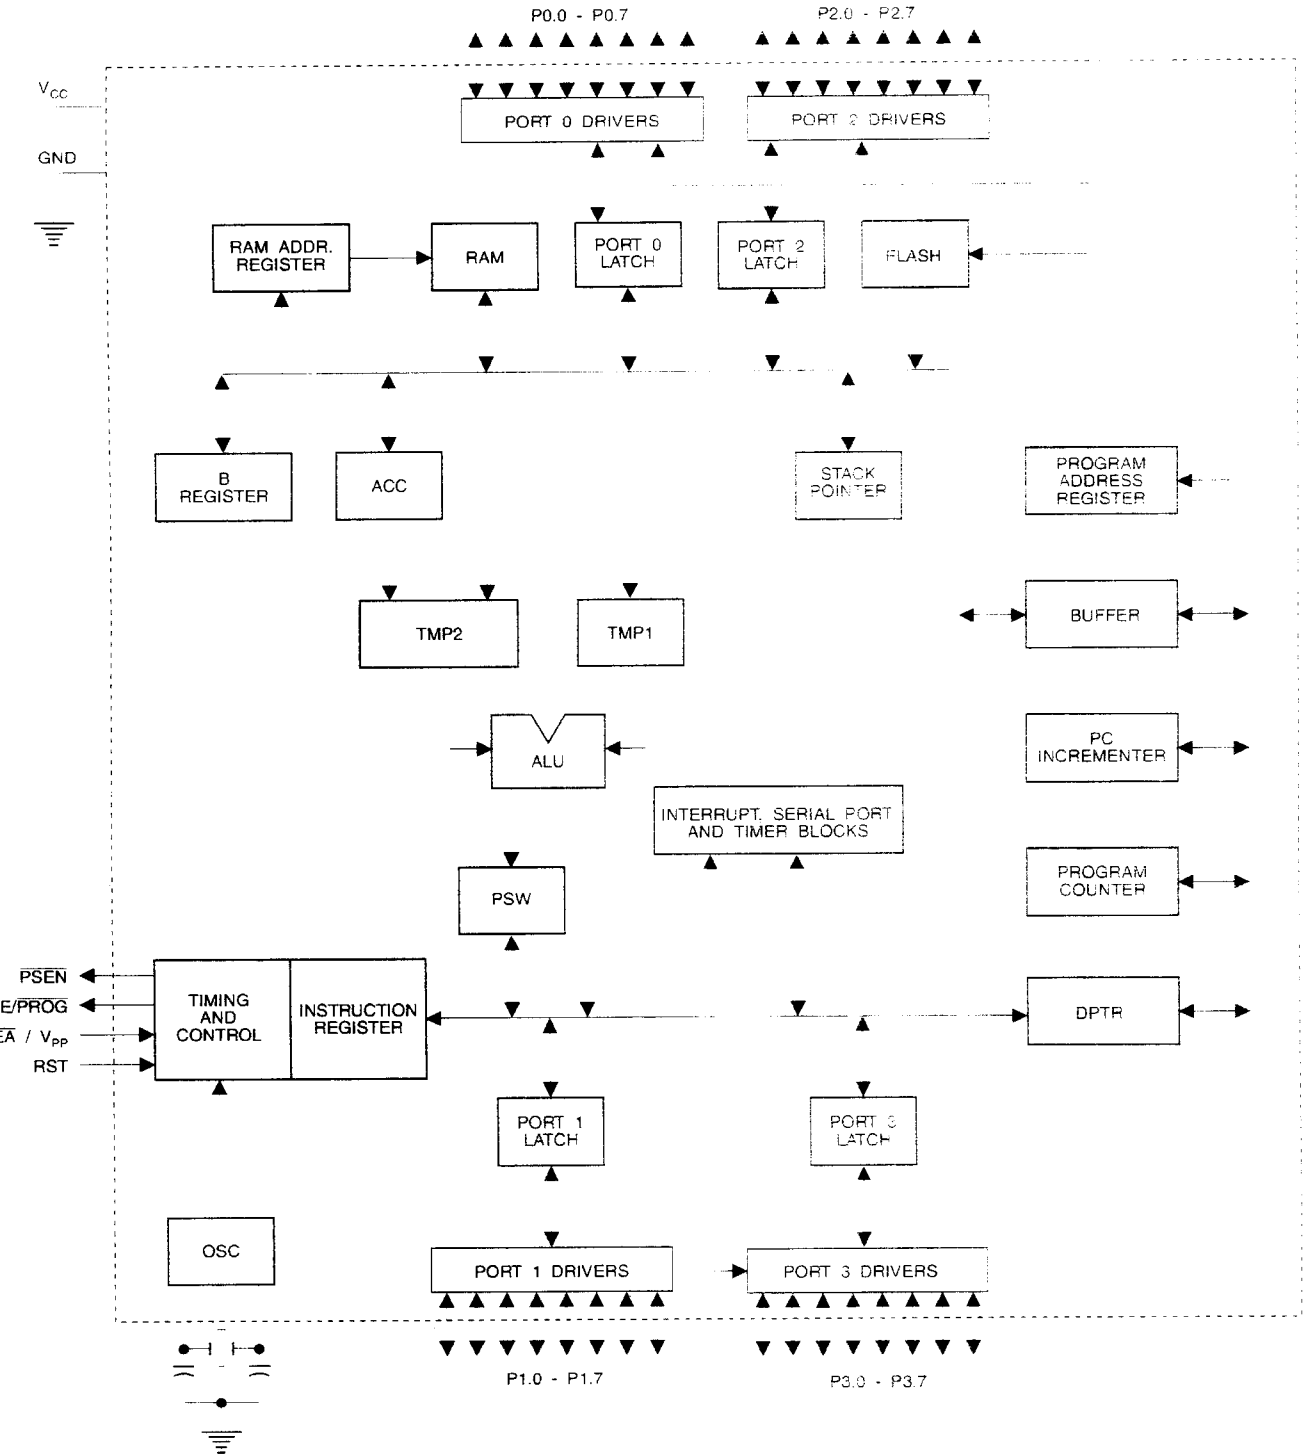 P0.0 - P0.7
P2.0 - P2.7
VCC
PORT 0 DRIVERS
PORT 2 DRIVERS
GND
RAM ADDR.
REGISTER
RAM
PORT 0
LATCH
PORT 2
LATCH
FLASH
B
REGISTER
ACC
STACK
POINTER
PROGRAM
ADDRESS
REGISTER
TMP2
TMP1
BUFFER
ALU
PC
INCREMENTER
INTERRUPT. SERIAL PORT
AND TIMER BLOCKS
PSW
PROGRAM
COUNTER
PSEN
E/PROG
EA / VPP
RST
TIMING
AND
CONTROL
INSTRUCTION
REGISTER
DPTR
PORT 1
LATCH
PORT 3
LATCH
OSC
PORT 1 DRIVERS
PORT 3 DRIVERS
P1.0 - P1.7
P3.0 - P3.7